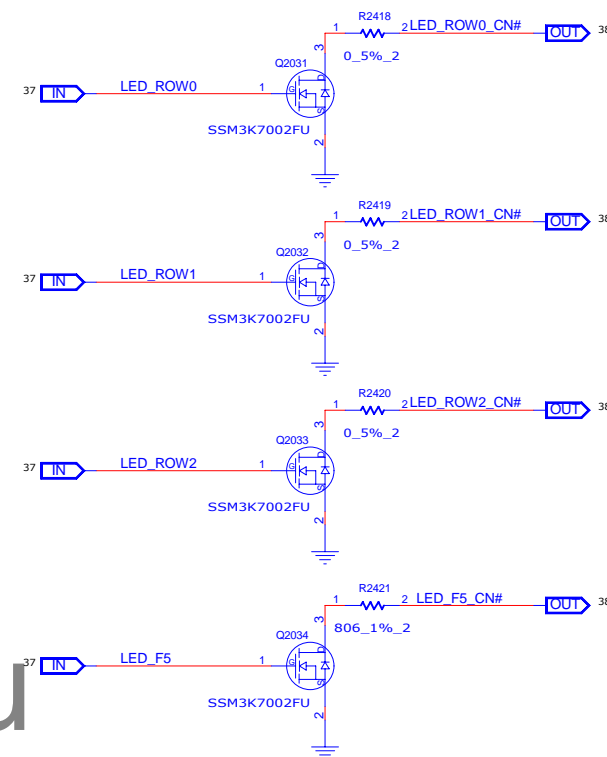 1 R2418 2 LED_ROW0_CN# OUT 38
0_5%_2
3
Q2031
37 IN LED_ROW0 1 G D S
SSM3K7002FU
2
1 R2419 2 LED_ROW1_CN# OUT 38
0_5%_2
3
Q2032
37 IN LED_ROW1 1 G D S
SSM3K7002FU
2
1 R2420 2 LED_ROW2_CN# OUT 38
0_5%_2
3
Q2033
37 IN LED_ROW2 1 G D S
SSM3K7002FU
2
1 R2421 2 LED_F5_CN# OUT 38
806_1%_2
3
Q2034
37 IN LED_F5 1 G D S
SSM3K7002FU
2
u